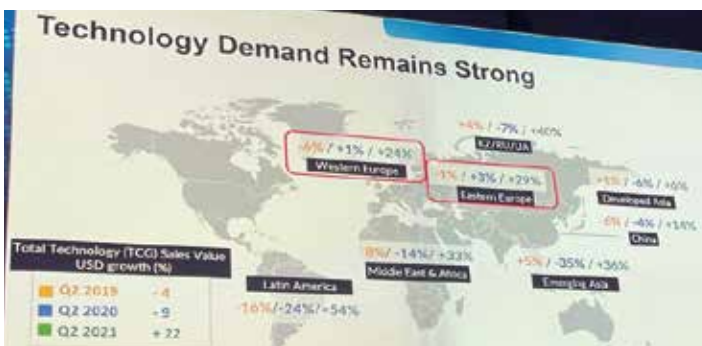 Technology Demand Remains Strong
+4% / -7% / +40%
KZ/RU/UA
-6% / +1% / +24%
Western Europe
-1% / +3% / +29%
Eastern Europe
+1% / -6% / +6%
Developed Asia
6% / -4% / +14%
China
8%/ -14%/ +33%
Middle East & Africa
+5% / -35% / +36%
Emerging Asia
Latin America
-16%/-24%/+54%
Total Technology (TCG) Sales Value
USD growth (%)
Q2 2019 -4
Q2 2020 -9
Q2 2021 +22